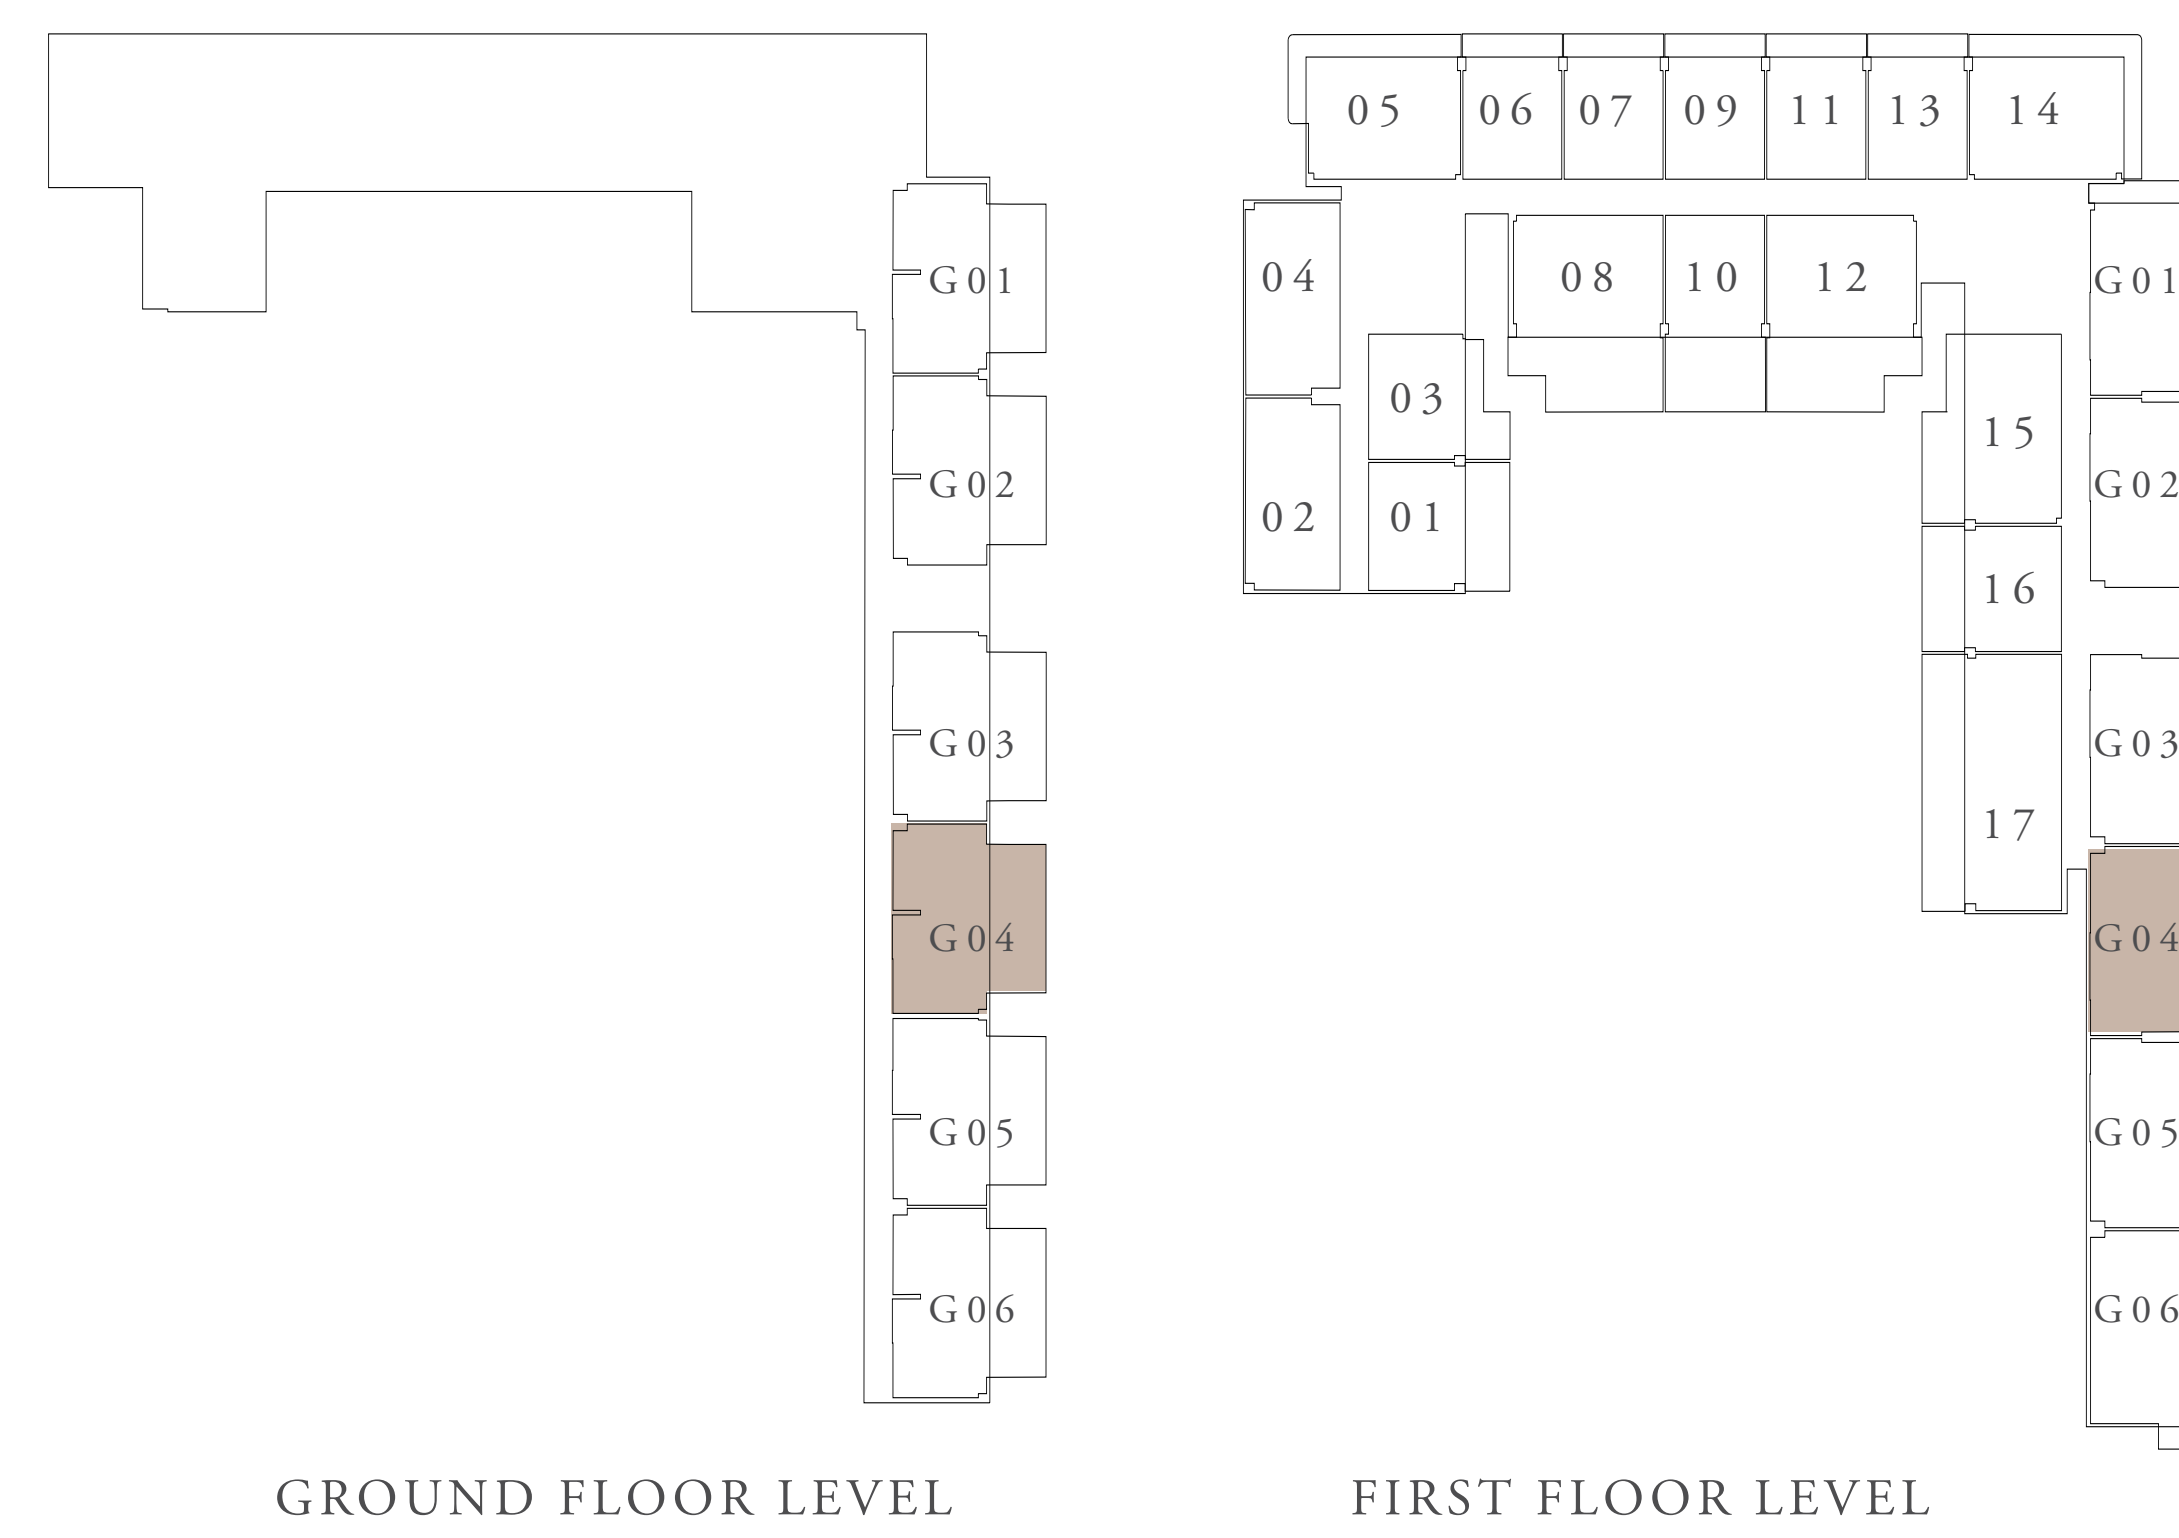 G01
G02
G03
G04
G05
G06
GROUND FLOOR LEVEL
05 06 07 09 11 13 14
04 08 10 12 G01
03
15
02 01 G02
16
G03
17
G04
G05
G06
FIRST FLOOR LEVEL